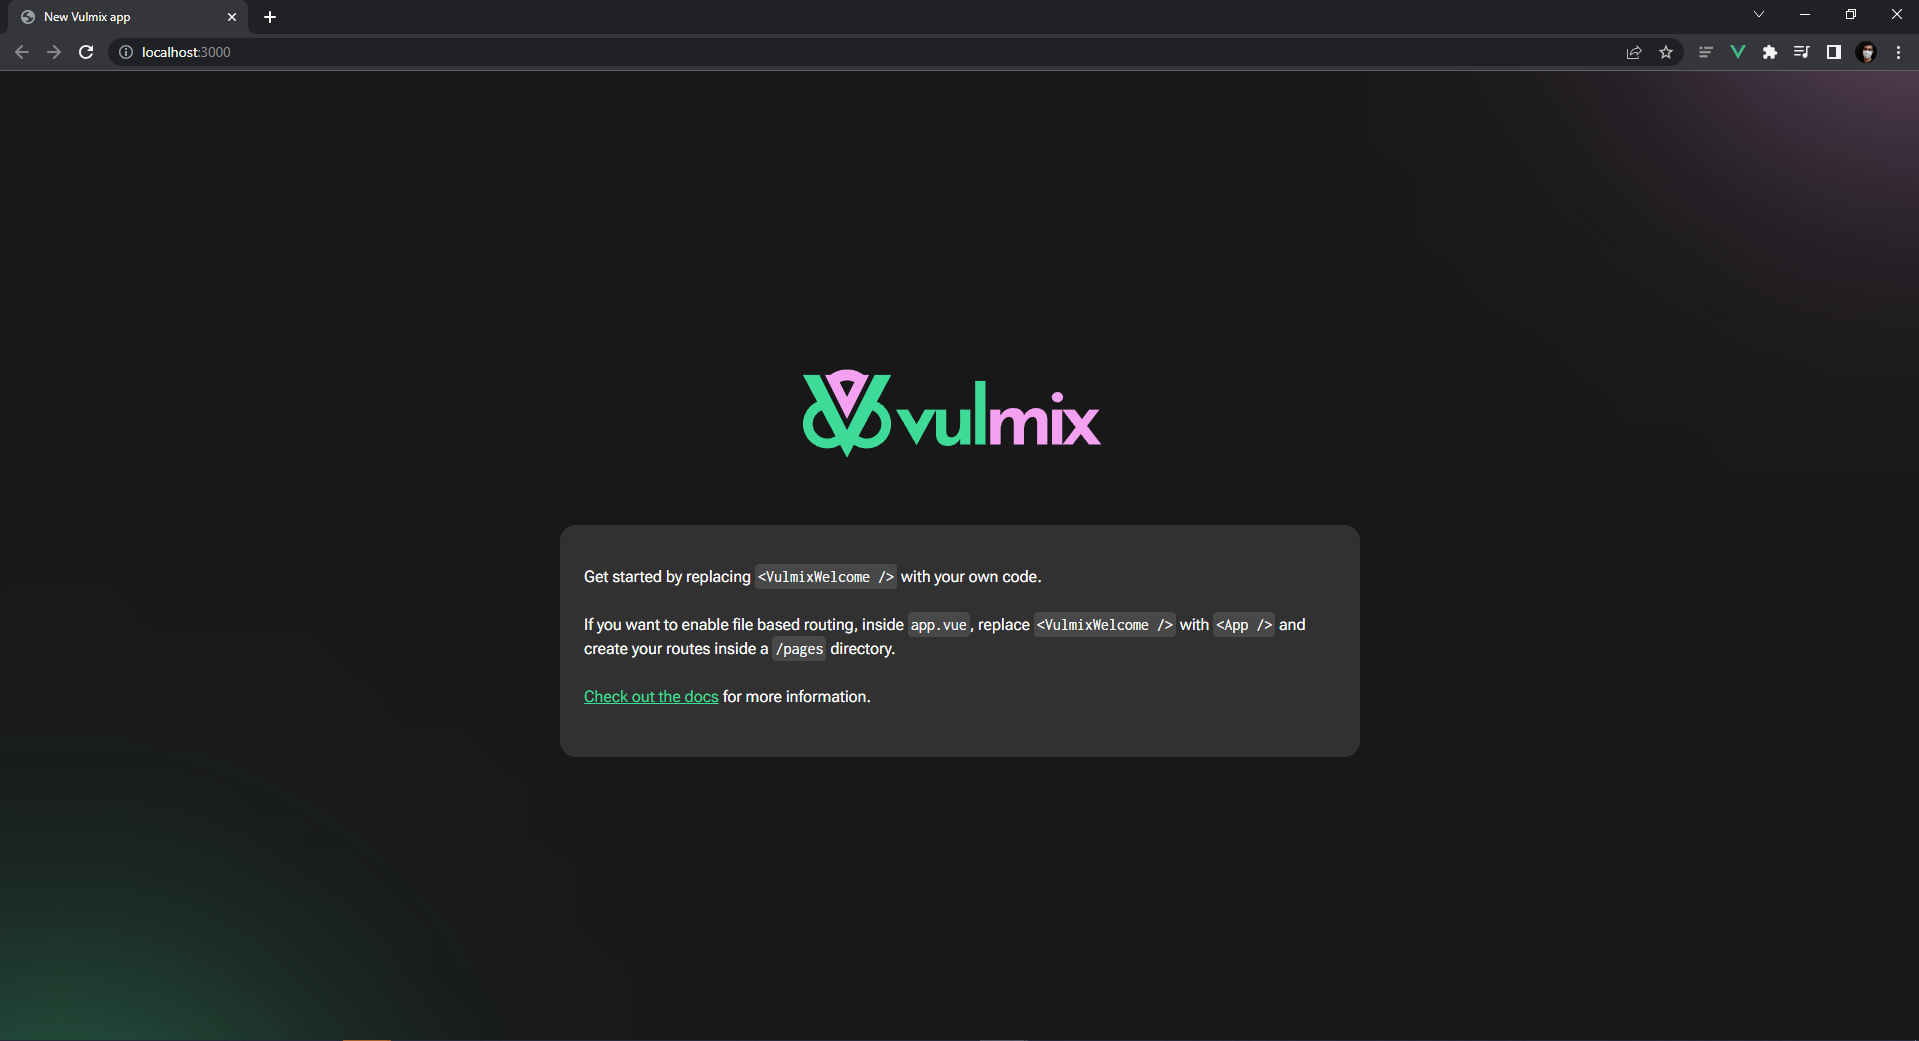 New Vulmix app
localhost:3000
vulmix
Get started by replacing <VulmixWelcome /> with your own code.
If you want to enable file based routing, inside app.vue, replace <VulmixWelcome /> with <App /> and
create your routes inside a /pages directory.
Check out the docs for more information.